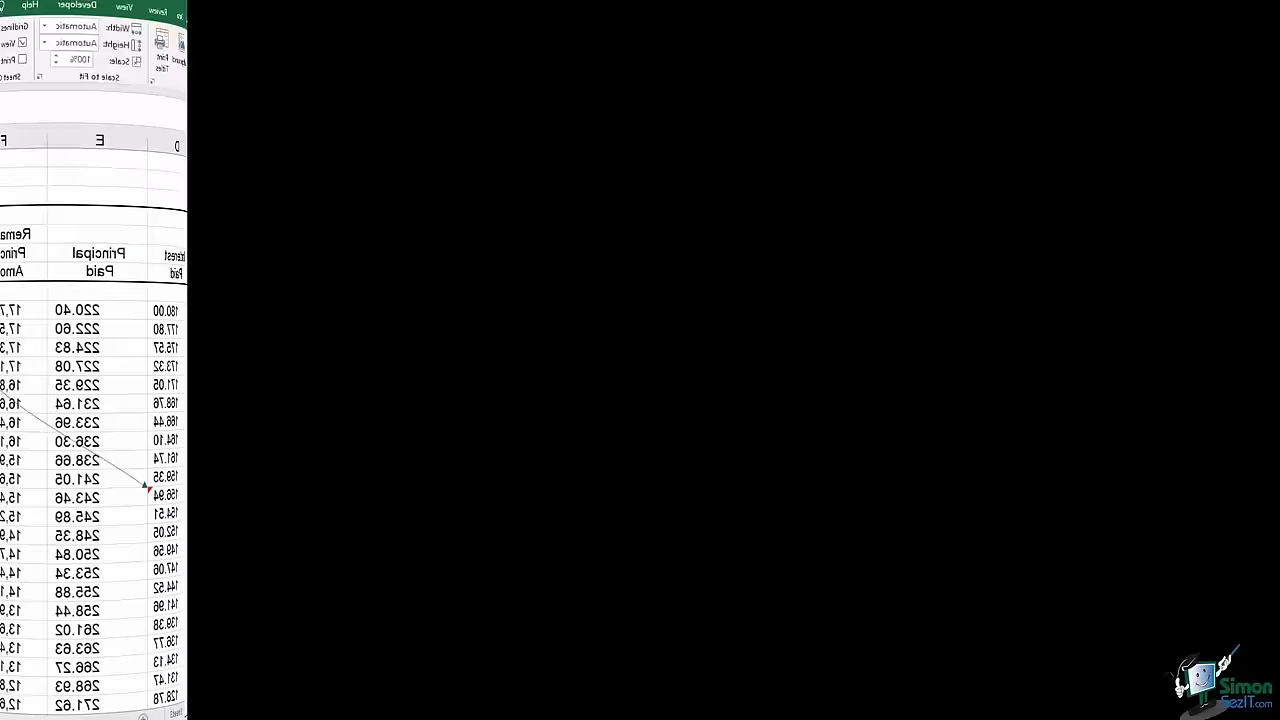 Help Developer View Review
Gridlines Automatic Width:
View Automatic Height:
Print 100% Scale: Print Titles
Scale to Fit
F E D
Principal Interest
Paid Paid
220.40 180.00
222.60 177.80
224.83 175.57
227.08 173.32
229.35 171.05
231.64 168.76
233.96 166.44
236.30 164.10
238.66 161.74
241.05 159.35
243.46 156.94
245.89 154.51
248.35 152.05
250.84 149.56
253.34 147.06
255.88 144.52
258.44 141.96
261.02 139.38
263.63 136.77
266.27 134.13
268.93 131.47
271.62 128.78
Simon
SezIT.com